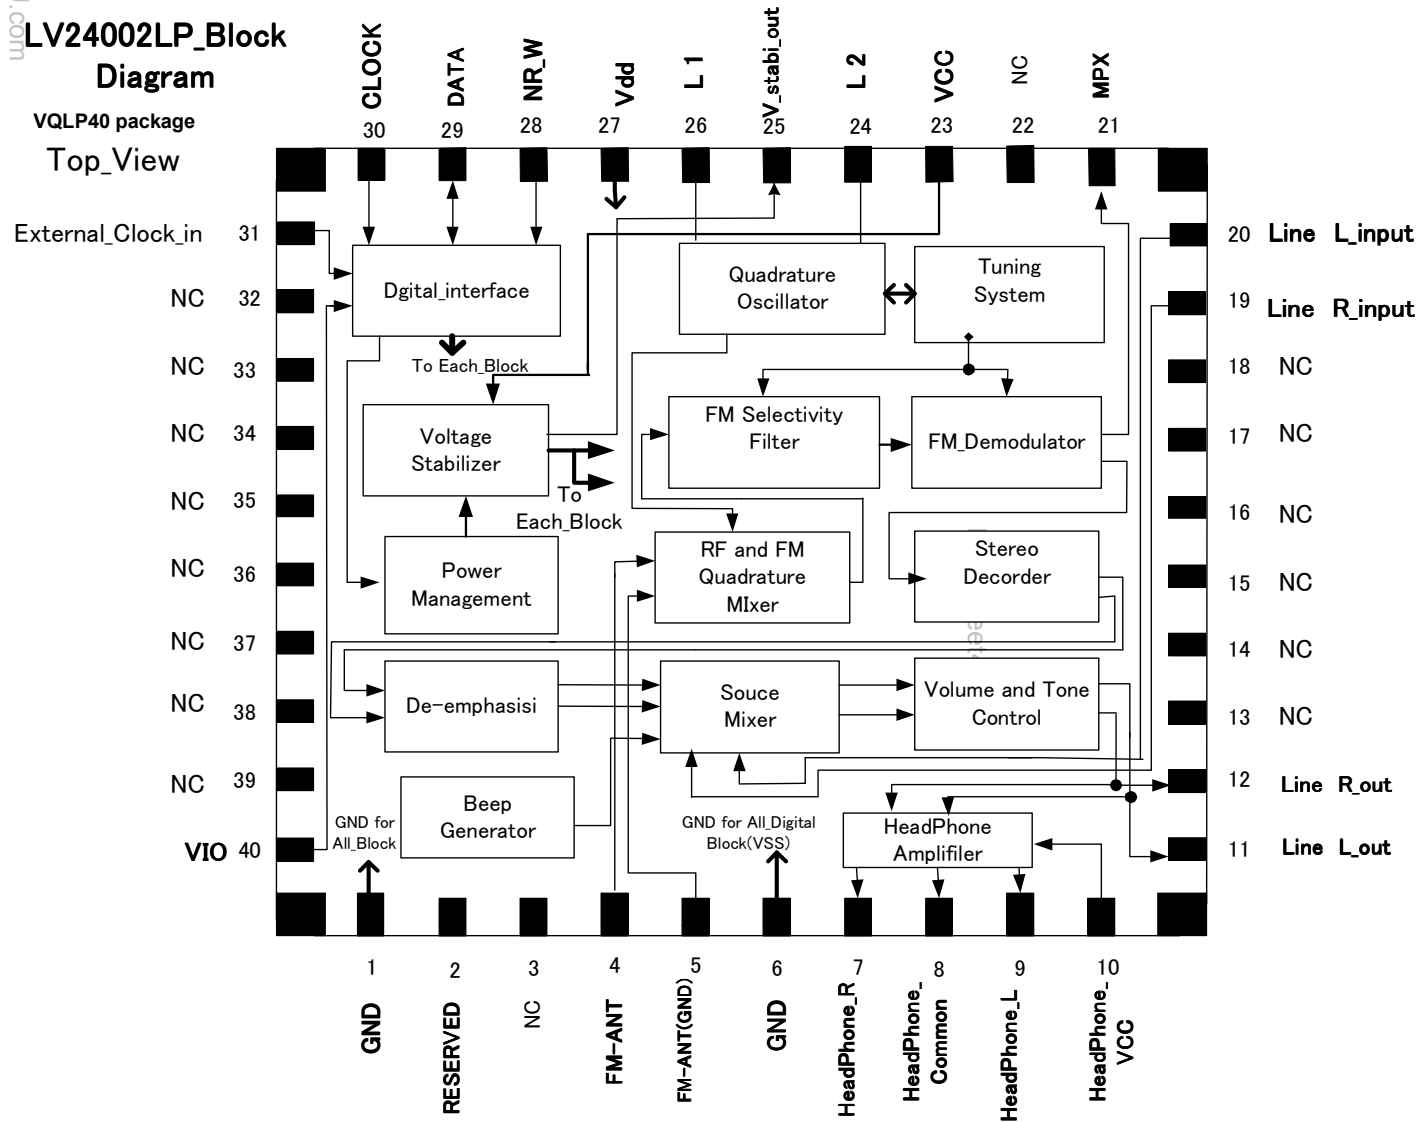 LV24002LP_Block
Diagram
VQLP40 package
Top_View
CLOCK
DATA
NR_W
Vdd
L 1
V_stabi_out
L 2
VCC
NC
MPX
30
29
28
27
26
25
24
23
22
21
External_Clock_in 31
NC 32
NC 33
NC 34
NC 35
NC 36
NC 37
NC 38
NC 39
VIO 40
20 Line L_input
19 Line R_input
18 NC
17 NC
16 NC
15 NC
14 NC
13 NC
12 Line R_out
11 Line L_out
Dgital_interface
To Each_Block
Quadrature
Oscillator
Tuning
System
Voltage
Stabilizer
To
Each_Block
FM Selectivity
Filter
FM_Demodulator
Power
Management
RF and FM
Quadrature
MIxer
Stereo
Decorder
De-emphasisi
Souce
Mixer
Volume and Tone
Control
Beep
Generator
GND for
All_Block
GND for All_Digital
Block(VSS)
HeadPhone
Amplifiler
1
2
3
4
5
6
7
8
9
10
GND
RESERVED
NC
FM-ANT
FM-ANT(GND)
GND
HeadPhone_R
HeadPhone_
Common
HeadPhone_L
HeadPhone_
VCC